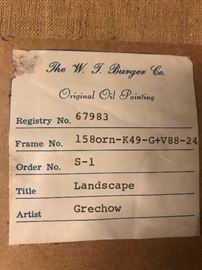 The W. T. Burger Co.
Original Oil Painting
Registry No. 67983
Frame No. 158orn-K49-G+V88-24
Order No. S-1
Title Landscape
Artist Grechow